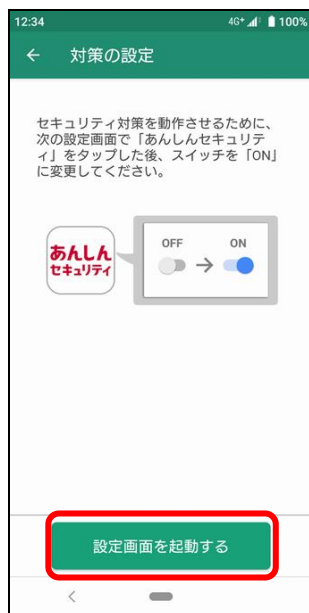 12:34 4G+ 100%
← 対策の設定
セキュリティ対策を動作させるために、
次の設定画面で「あんしんセキュリテ
ィ」をタップした後、スイッチを「ON」
に変更してください。
あんしん
セキュリティ
OFF → ON
設定画面を起動する